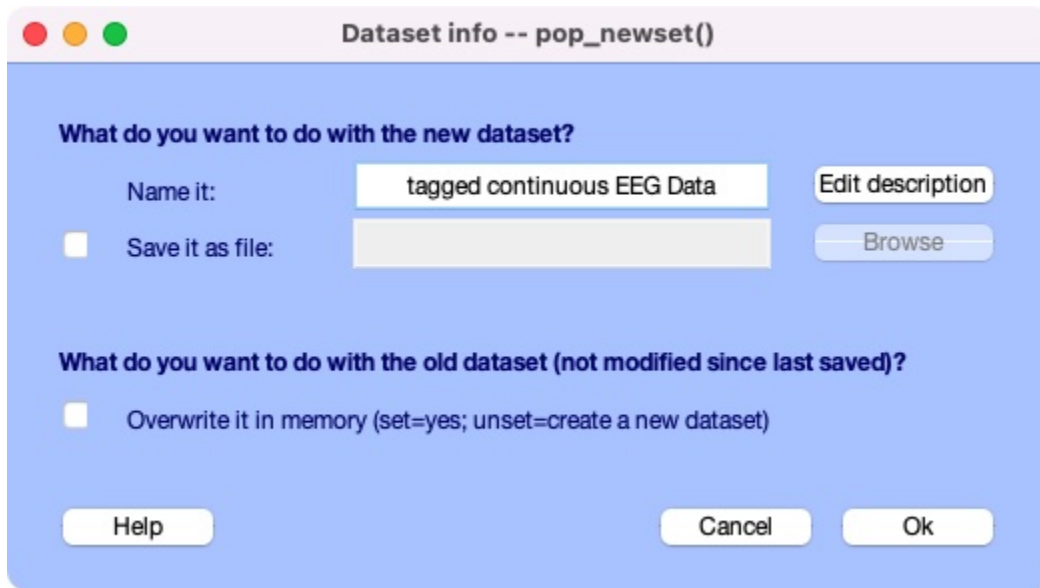 Dataset info -- pop_newset()
What do you want to do with the new dataset?
Name it:
tagged continuous EEG Data
Edit description
Save it as file:
Browse
What do you want to do with the old dataset (not modified since last saved)?
Overwrite it in memory (set=yes; unset=create a new dataset)
Help
Cancel
Ok